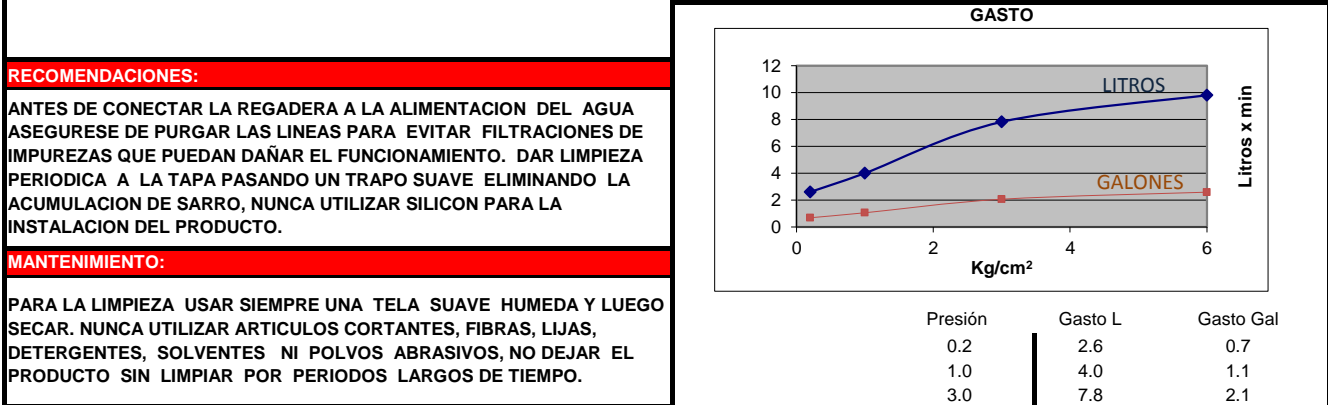 RECOMENDACIONES:
ANTES DE CONECTAR LA REGADERA A LA ALIMENTACION DEL AGUA
ASEGURESE DE PURGAR LAS LINEAS PARA EVITAR FILTRACIONES DE
IMPUREZAS QUE PUEDAN DAÑAR EL FUNCIONAMIENTO. DAR LIMPIEZA
PERIODICA A LA TAPA PASANDO UN TRAPO SUAVE ELIMINANDO LA
ACUMULACION DE SARRO, NUNCA UTILIZAR SILICON PARA LA
INSTALACION DEL PRODUCTO.
MANTENIMIENTO:
PARA LA LIMPIEZA USAR SIEMPRE UNA TELA SUAVE HUMEDA Y LUEGO
SECAR. NUNCA UTILIZAR ARTICULOS CORTANTES, FIBRAS, LIJAS,
DETERGENTES, SOLVENTES NI POLVOS ABRASIVOS, NO DEJAR EL
PRODUCTO SIN LIMPIAR POR PERIODOS LARGOS DE TIEMPO.
GASTO
12
10
8
6
4
2
0
LITROS
GALONES
Litros x min
0 2 4 6
Kg/cm²
Presión Gasto L Gasto Gal
0.2 2.6 0.7
1.0 4.0 1.1
3.0 7.8 2.1